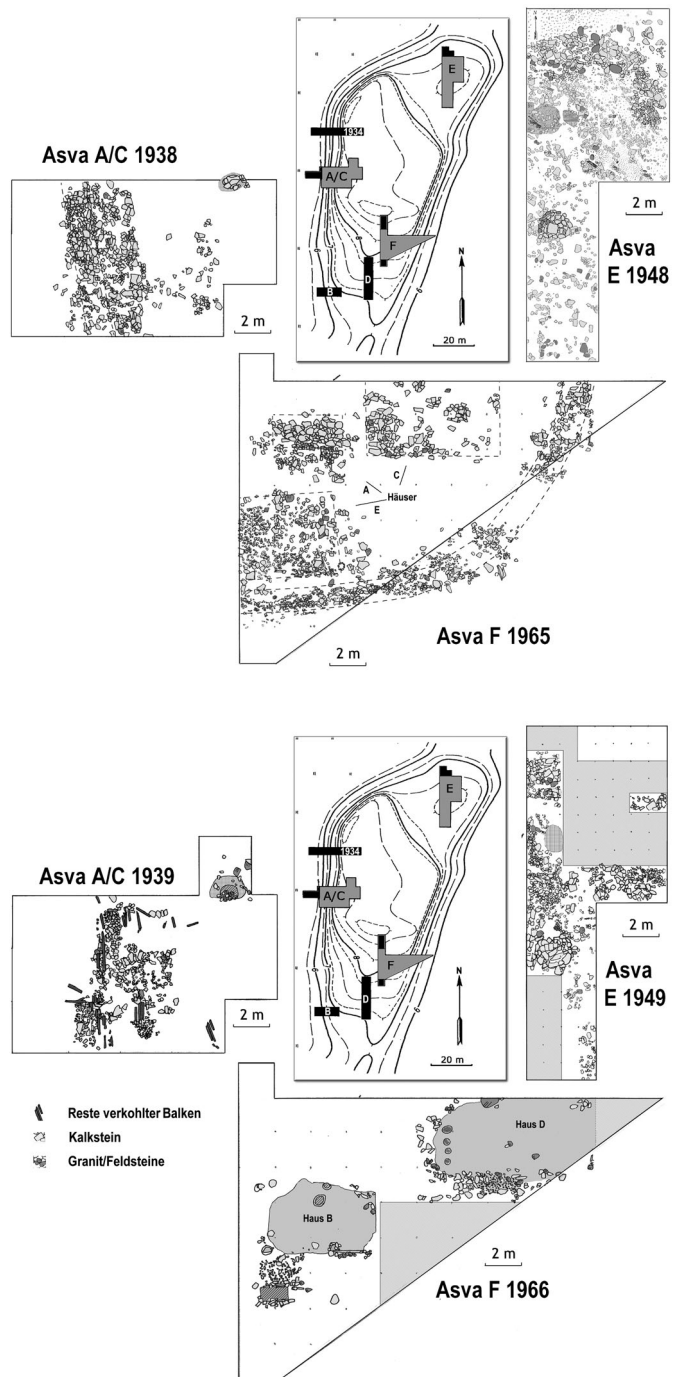 Asva A/C 1938
2 m
E
1934
A/C
F
N
D
B
20 m
2 m
Asva
E 1948
C
A
Häuser
E
Asva F 1965
2 m
Asva A/C 1939
2 m
E
1934
A/C
F
N
D
B
20 m
2 m
Asva
E 1949
Reste verkohlter Balken
Kalkstein
Granit/Feldsteine
Haus D
Haus B
2 m
Asva F 1966